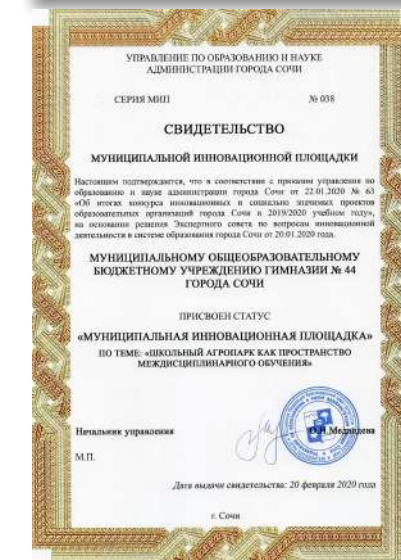 УПРАВЛЕНИЕ ПО ОБРАЗОВАНИЮ И НАУКЕ
АДМИНИСТРАЦИИ ГОРОДА СОЧИ
СЕРИЯ МИП № 038
СВИДЕТЕЛЬСТВО
МУНИЦИПАЛЬНОЙ ИННОВАЦИОННОЙ ПЛОЩАДКИ
Настоящим подтверждается, что в соответствии с приказом управления по
образованию и науке администрации города Сочи от 22.01.2020 № 63
«Об итогах конкурса инновационных и социально значимых проектов
образовательных организаций города Сочи в 2019/2020 учебном году»,
на основании решения Экспертного совета по вопросам инновационной
деятельности в системе образования города Сочи от 20.01.2020 года.
МУНИЦИПАЛЬНОМУ ОБЩЕОБРАЗОВАТЕЛЬНОМУ
БЮДЖЕТНОМУ УЧРЕЖДЕНИЮ ГИМНАЗИИ № 44
ГОРОДА СОЧИ
ПРИСВОЕН СТАТУС
«МУНИЦИПАЛЬНАЯ ИННОВАЦИОННАЯ ПЛОЩАДКА»
ПО ТЕМЕ: «ШКОЛЬНЫЙ АГРОПАРК КАК ПРОСТРАНСТВО
МЕЖДИСЦИПЛИНАРНОГО ОБУЧЕНИЯ»
Начальник управления О.Н.Медведева
М.П.
Дата выдачи свидетельства: 20 февраля 2020 года
г. Сочи